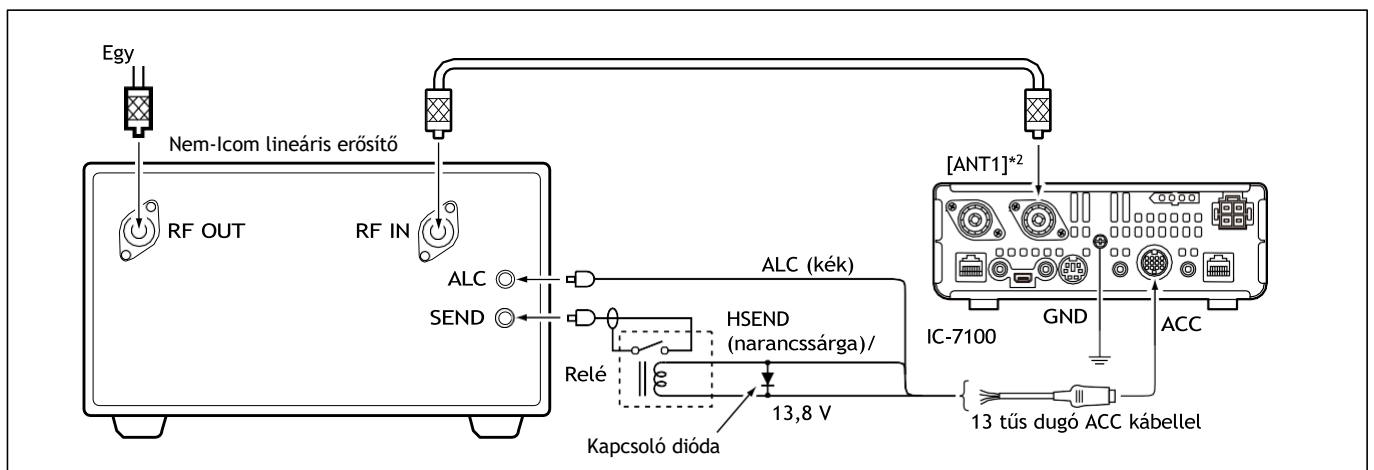 Egy
Nem-Icom lineáris erősítő
[ANT1]*2
RF OUT
RF IN
ALC
ALC (kék)
SEND
HSEND
(narancssárga)/
GND
ACC
IC-7100
Relé
13,8 V
13 tűs dugó ACC kábellel
Kapcsoló dióda